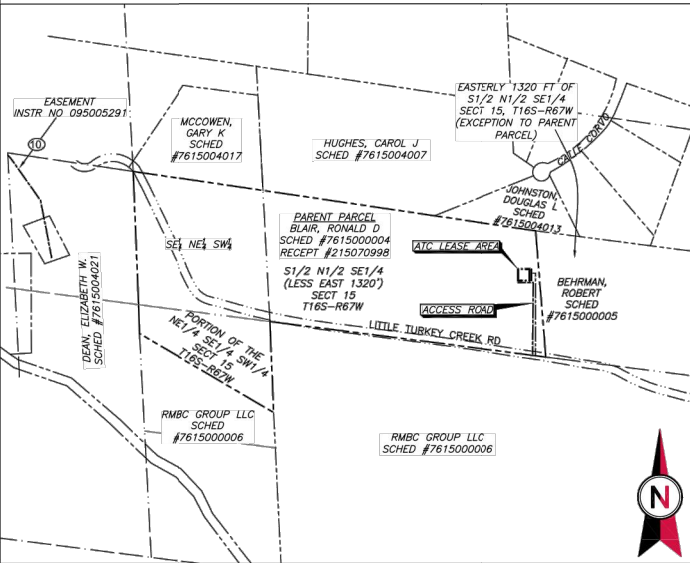 EASEMENT
INSTR NO 095005291
10
MCCOWEN,
GARY K
SCHED
#7615004017
HUGHES, CAROL J
SCHED #7615004007
EASTERLY 1320 FT OF
S1/2 N1/2 SE1/4
SECT 15, T16S-R67W
(EXCEPTION TO PARENT
PARCEL)
CALLE CORTO
JOHNSTON,
DOUGLAS L
SCHED
#7615004013
PARENT PARCEL
BLAIR, RONALD D
SCHED #7615000004
RECEPT #215070998
S1/2 N1/2 SE1/4
(LESS EAST 1320')
SECT 15
T16S-R67W
SE¼ NE¼ SW¼
ATC LEASE AREA
ACCESS ROAD
BEHRMAN,
ROBERT
SCHED
#7615000005
DEAN, ELIZABETH W.
SCHED #7615004021
PORTION OF THE
NE1/4 SE1/4 SW1/4
SECT 15
T16S-R67W
LITTLE TURKEY CREEK RD
RMBC GROUP LLC
SCHED
#7615000006
RMBC GROUP LLC
SCHED #7615000006
N